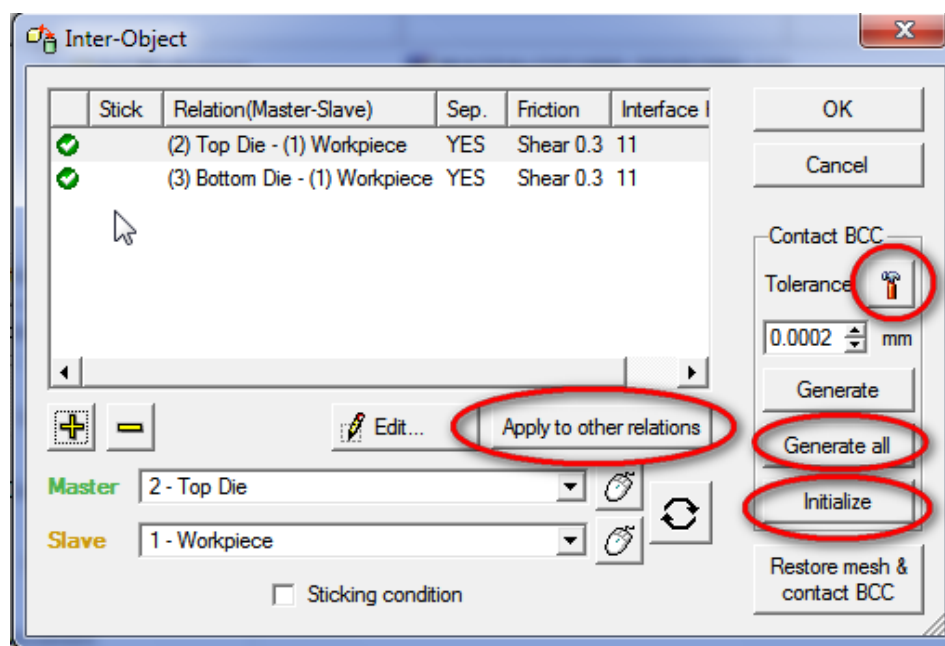 Inter-Object
Stick Relation(Master-Slave) Sep. Friction Interface
(2) Top Die - (1) Workpiece YES Shear 0.3 11
(3) Bottom Die - (1) Workpiece YES Shear 0.3 11
OK
Cancel
Contact BCC
Tolerance
0.0002 mm
Generate
Generate all
Initialize
Restore mesh &
contact BCC
Edit...
Apply to other relations
Master 2 - Top Die
Slave 1 - Workpiece
Sticking condition